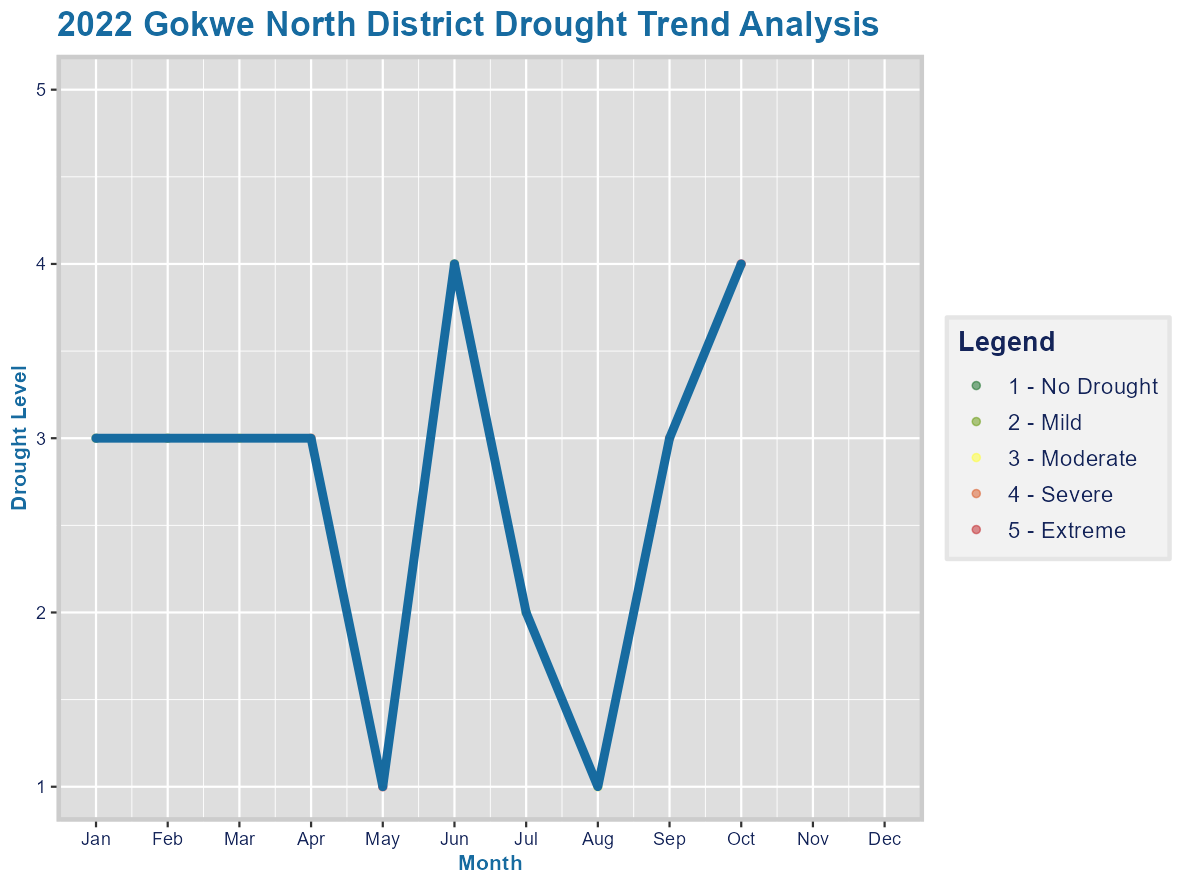 2022 Gokwe North District Drought Trend Analysis
Drought Level
5
4
3
2
1
Jan Feb Mar Apr May Jun Jul Aug Sep Oct Nov Dec
Month
Legend
1 - No Drought
2 - Mild
3 - Moderate
4 - Severe
5 - Extreme